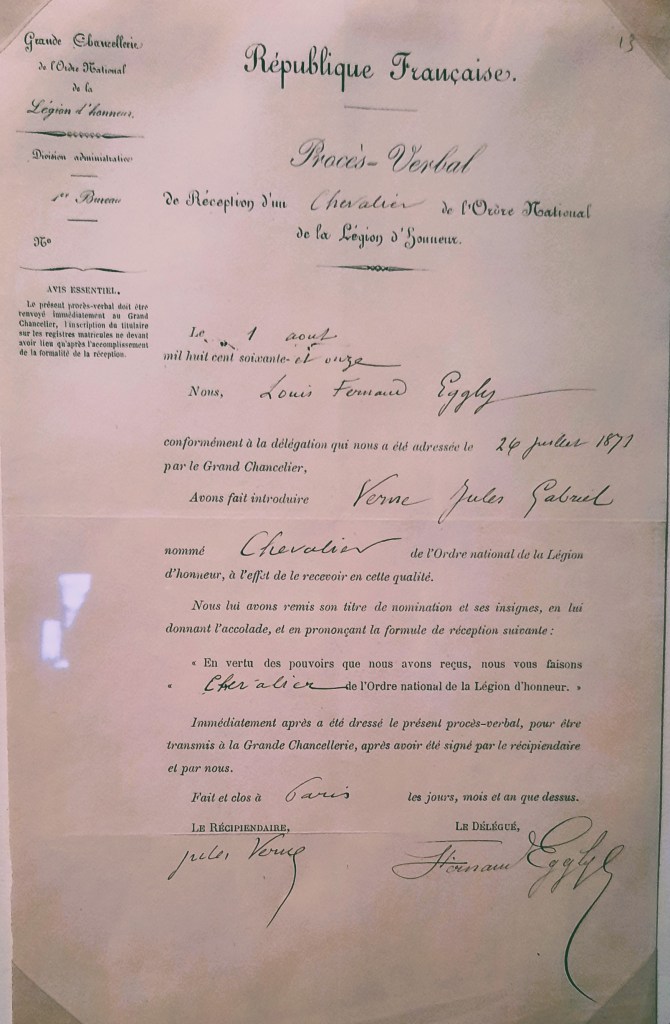 Grande Chancellerie
de l'Ordre National
de la
Légion d'honneur.
Division administrative
1er Bureau
No
AVIS ESSENTIEL.
Le présent procès-verbal doit être
renvoyé immédiatement au Grand
Chancelier, l'inscription du titulaire
sur les registres matricules ne devant
avoir lieu qu'après l'accomplissement
de la formalité de la réception.
13
République Française.
Procès-Verbal
de Réception d'un Chevalier de l'Ordre National
de la Légion d'Honneur.
Le 1 aout
mil huit cent soixante-et onze
Nous, Louis Fernand Eggly
conformément à la délégation qui nous a été adressée le 26 juillet 1871
par le Grand Chancelier,
Avons fait introduire Verne Jules Gabriel
nommé Chevalier de l'Ordre national de la Légion
d'honneur, à l'effet de le recevoir en cette qualité.
Nous lui avons remis son titre de nomination et ses insignes, en lui
donnant l'accolade, et en prononçant la formule de réception suivante :
« En vertu des pouvoirs que nous avons reçus, nous vous faisons
« Chevalier de l'Ordre national de la Légion d'honneur. »
Immédiatement après a été dressé le présent procès-verbal, pour être
transmis à la Grande Chancellerie, après avoir été signé par le récipiendaire
et par nous.
Fait et clos à Paris les jours, mois et an que dessus.
LE RÉCIPIENDAIRE, LE DÉLÉGUÉ,
Jules Verne Fernand Eggly